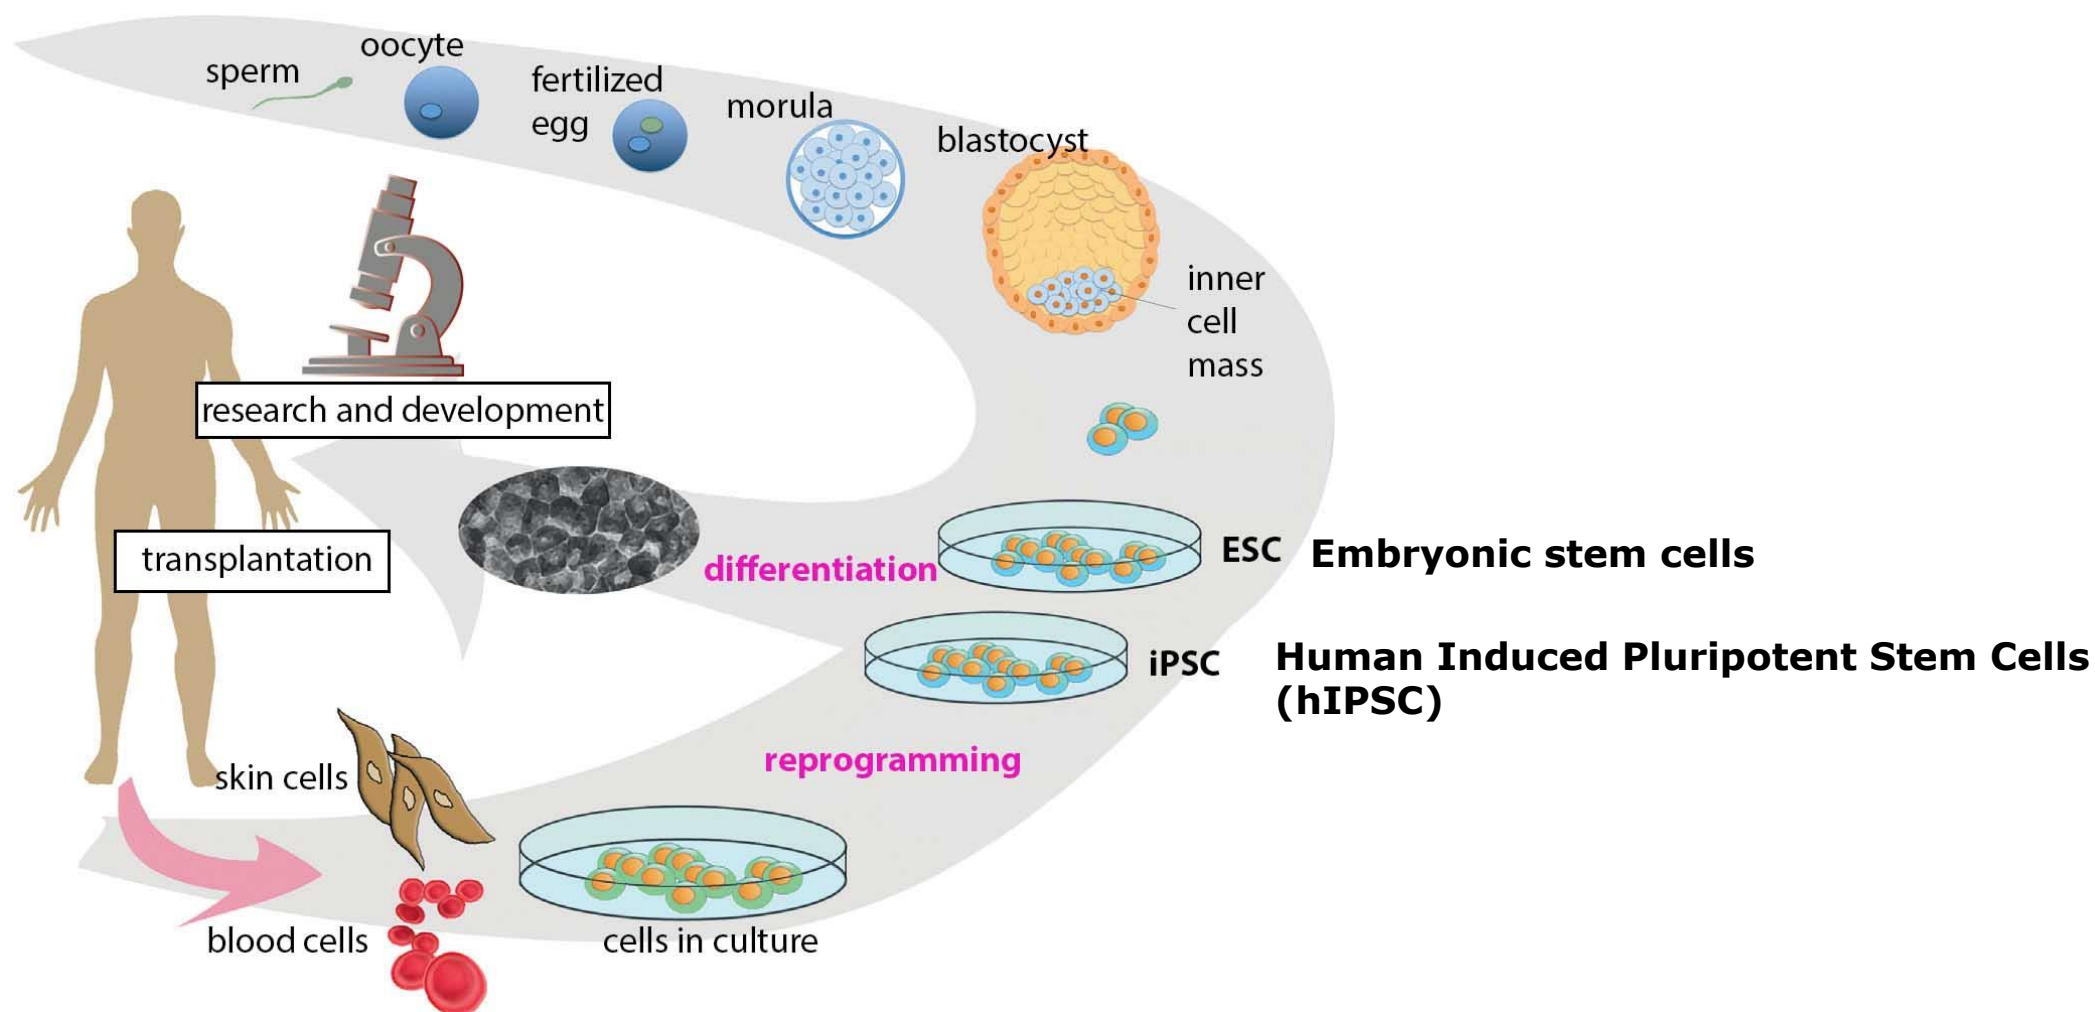 oocyte
sperm
fertilized
egg
morula
blastocyst
inner
cell
mass
research and development
transplantation
differentiation
ESC
Embryonic stem cells
iPSC
Human Induced Pluripotent Stem Cells
(hIPSC)
reprogramming
skin cells
blood cells
cells in culture